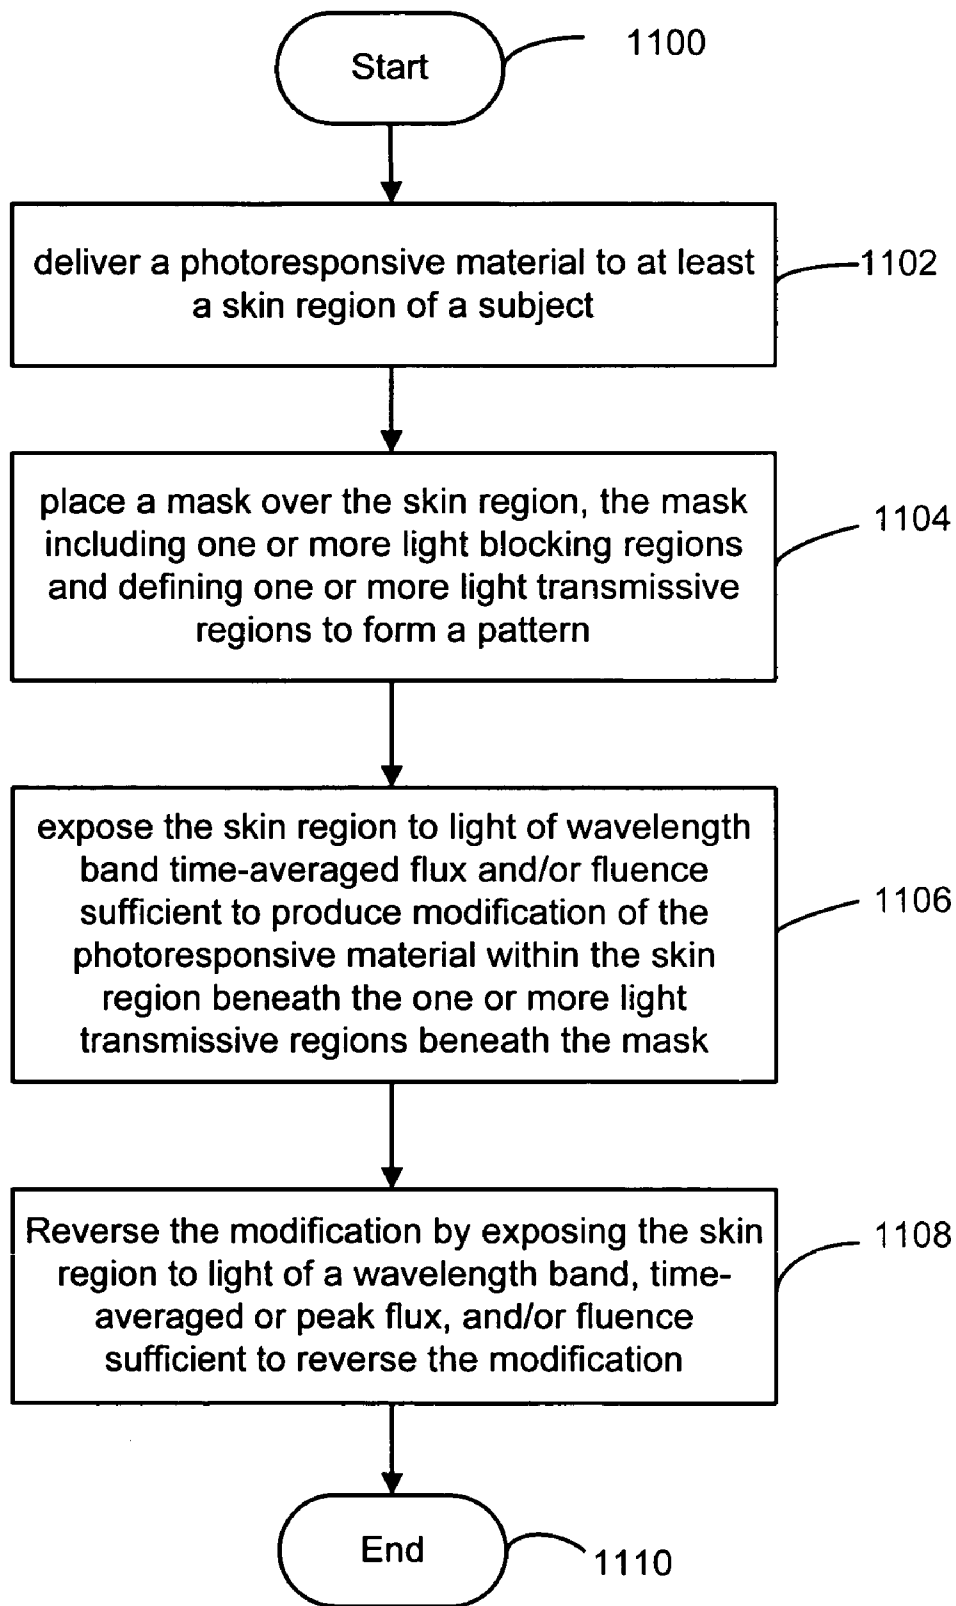 Start
1100
deliver a photoresponsive material to at least
a skin region of a subject
1102
place a mask over the skin region, the mask
including one or more light blocking regions
and defining one or more light transmissive
regions to form a pattern
1104
expose the skin region to light of wavelength
band time-averaged flux and/or fluence
sufficient to produce modification of the
photoresponsive material within the skin
region beneath the one or more light
transmissive regions beneath the mask
1106
Reverse the modification by exposing the skin
region to light of a wavelength band, time-
averaged or peak flux, and/or fluence
sufficient to reverse the modification
1108
End
1110